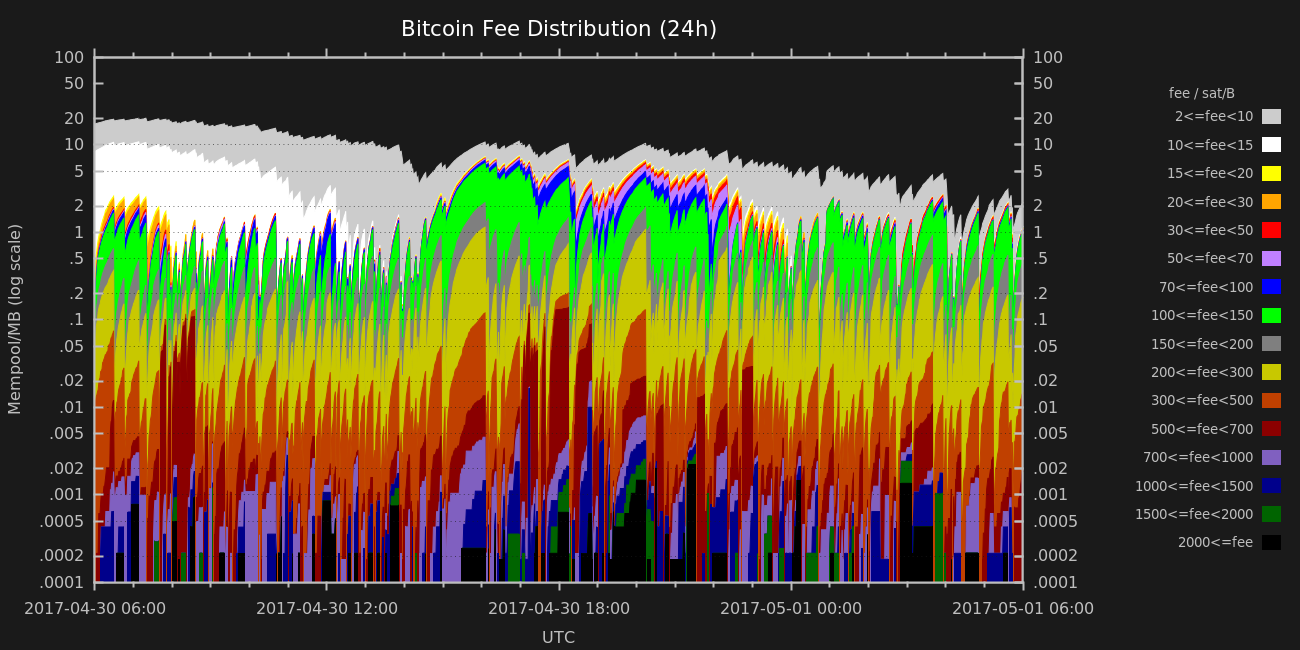 Bitcoin Fee Distribution (24h)
Mempool/MB (log scale)
100
50
20
10
5
2
1
.5
.2
.1
.05
.02
.01
.005
.002
.001
.0005
.0002
.0001
100
50
20
10
5
2
1
.5
.2
.1
.05
.02
.01
.005
.002
.001
.0005
.0002
.0001
fee / sat/B
2<=fee<10
10<=fee<15
15<=fee<20
20<=fee<30
30<=fee<50
50<=fee<70
70<=fee<100
100<=fee<150
150<=fee<200
200<=fee<300
300<=fee<500
500<=fee<700
700<=fee<1000
1000<=fee<1500
1500<=fee<2000
2000<=fee
2017-04-30 06:00 2017-04-30 12:00 2017-04-30 18:00 2017-05-01 00:00 2017-05-01 06:00
UTC